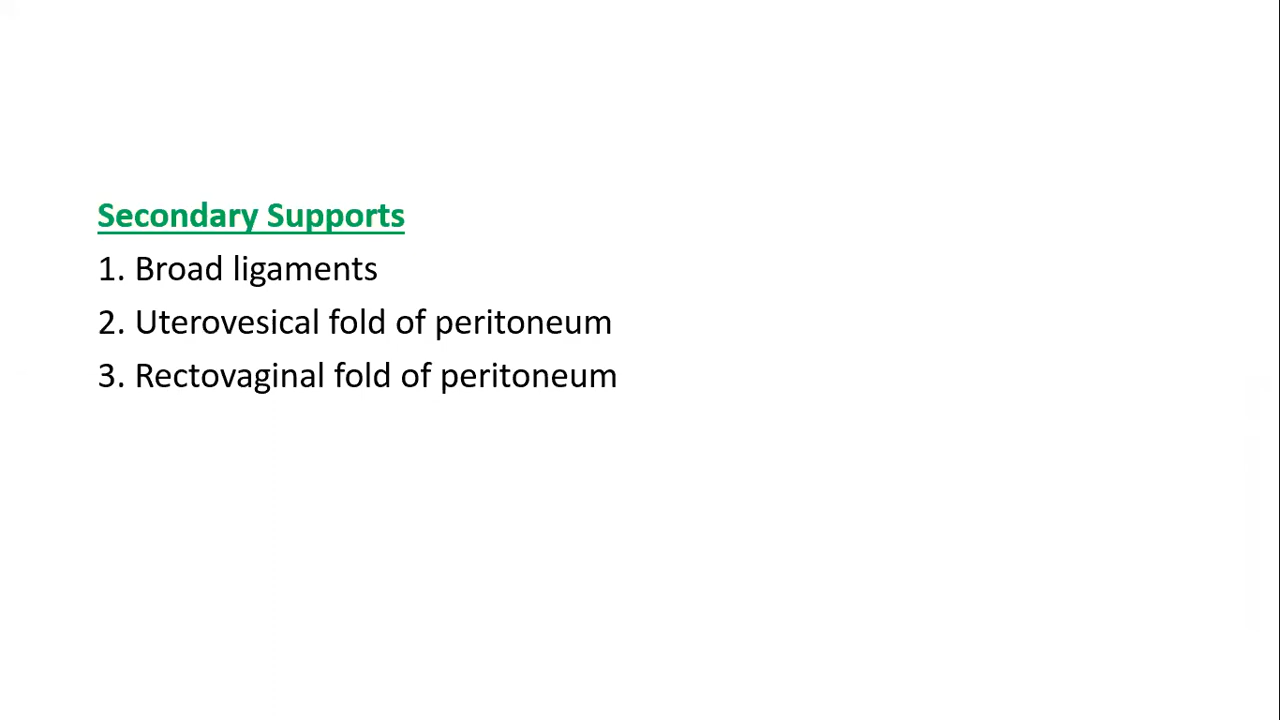 Secondary Supports
1. Broad ligaments
2. Uterovesical fold of peritoneum
3. Rectovaginal fold of peritoneum